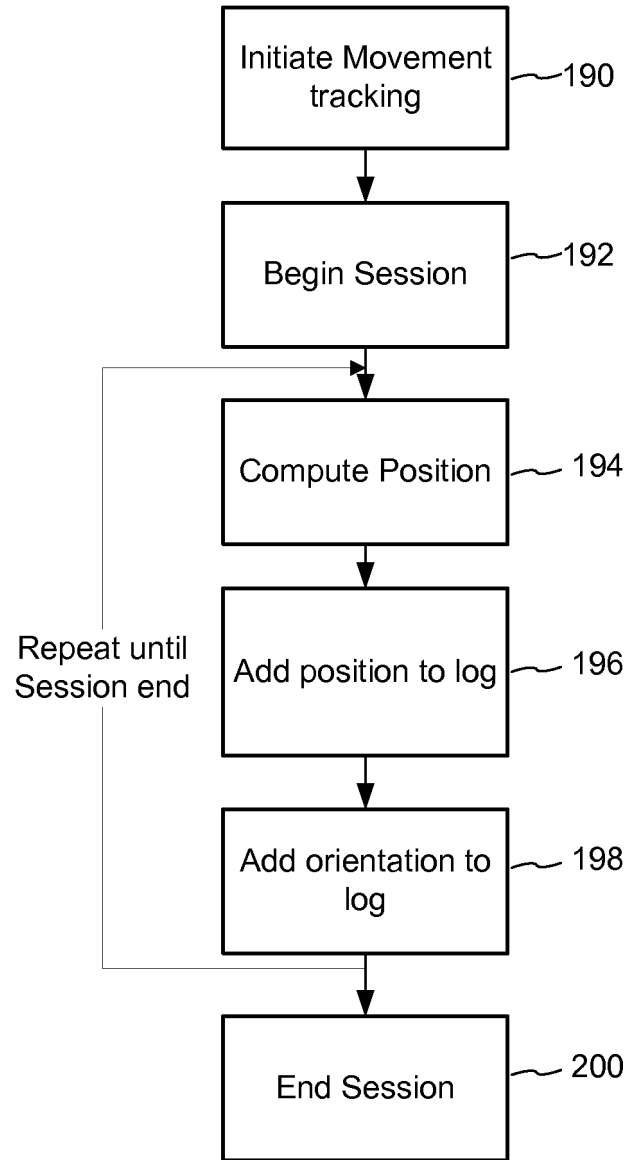 Initiate Movement
tracking
190
Begin Session
192
Compute Position
194
Add position to log
196
Repeat until
Session end
Add orientation to
log
198
End Session
200